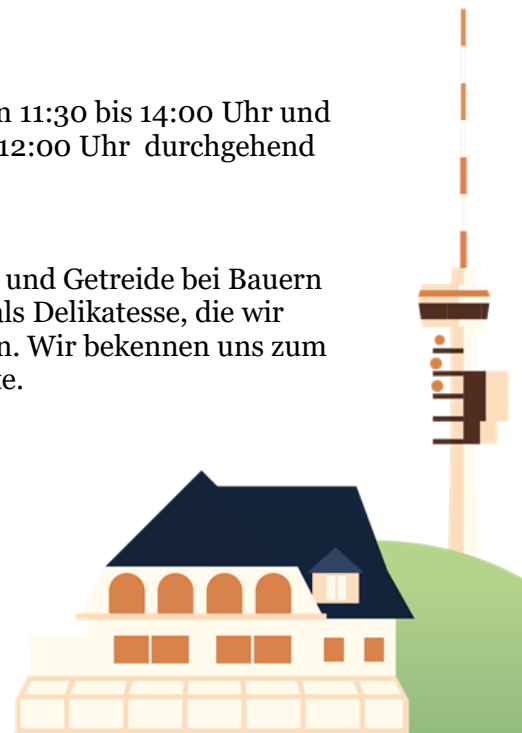 11:30 bis 14:00 Uhr und
12:00 Uhr  durchgehend
und Getreide bei Bauern
als Delikatesse, die wir
Wir bekennen uns zum